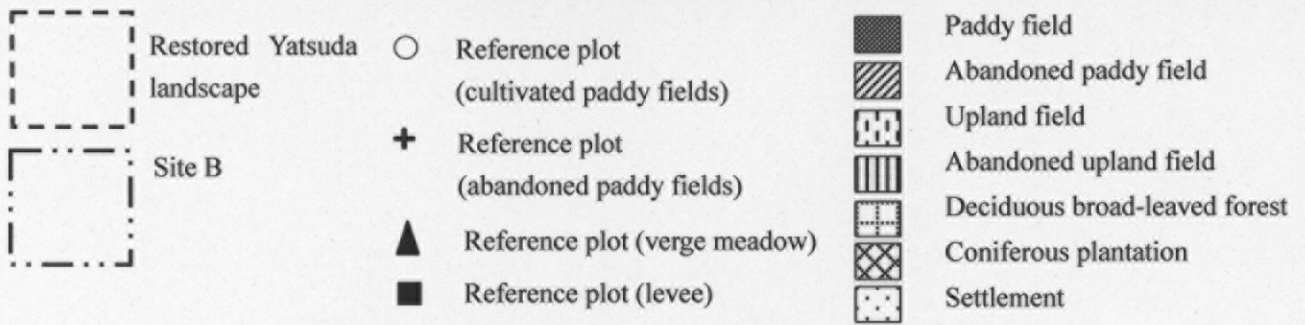 Restored Yatsuda
landscape
Site B
Reference plot
(cultivated paddy fields)
Reference plot
(abandoned paddy fields)
Reference plot (verge meadow)
Reference plot (levee)
Paddy field
Abandoned paddy field
Upland field
Abandoned upland field
Deciduous broad-leaved forest
Coniferous plantation
Settlement